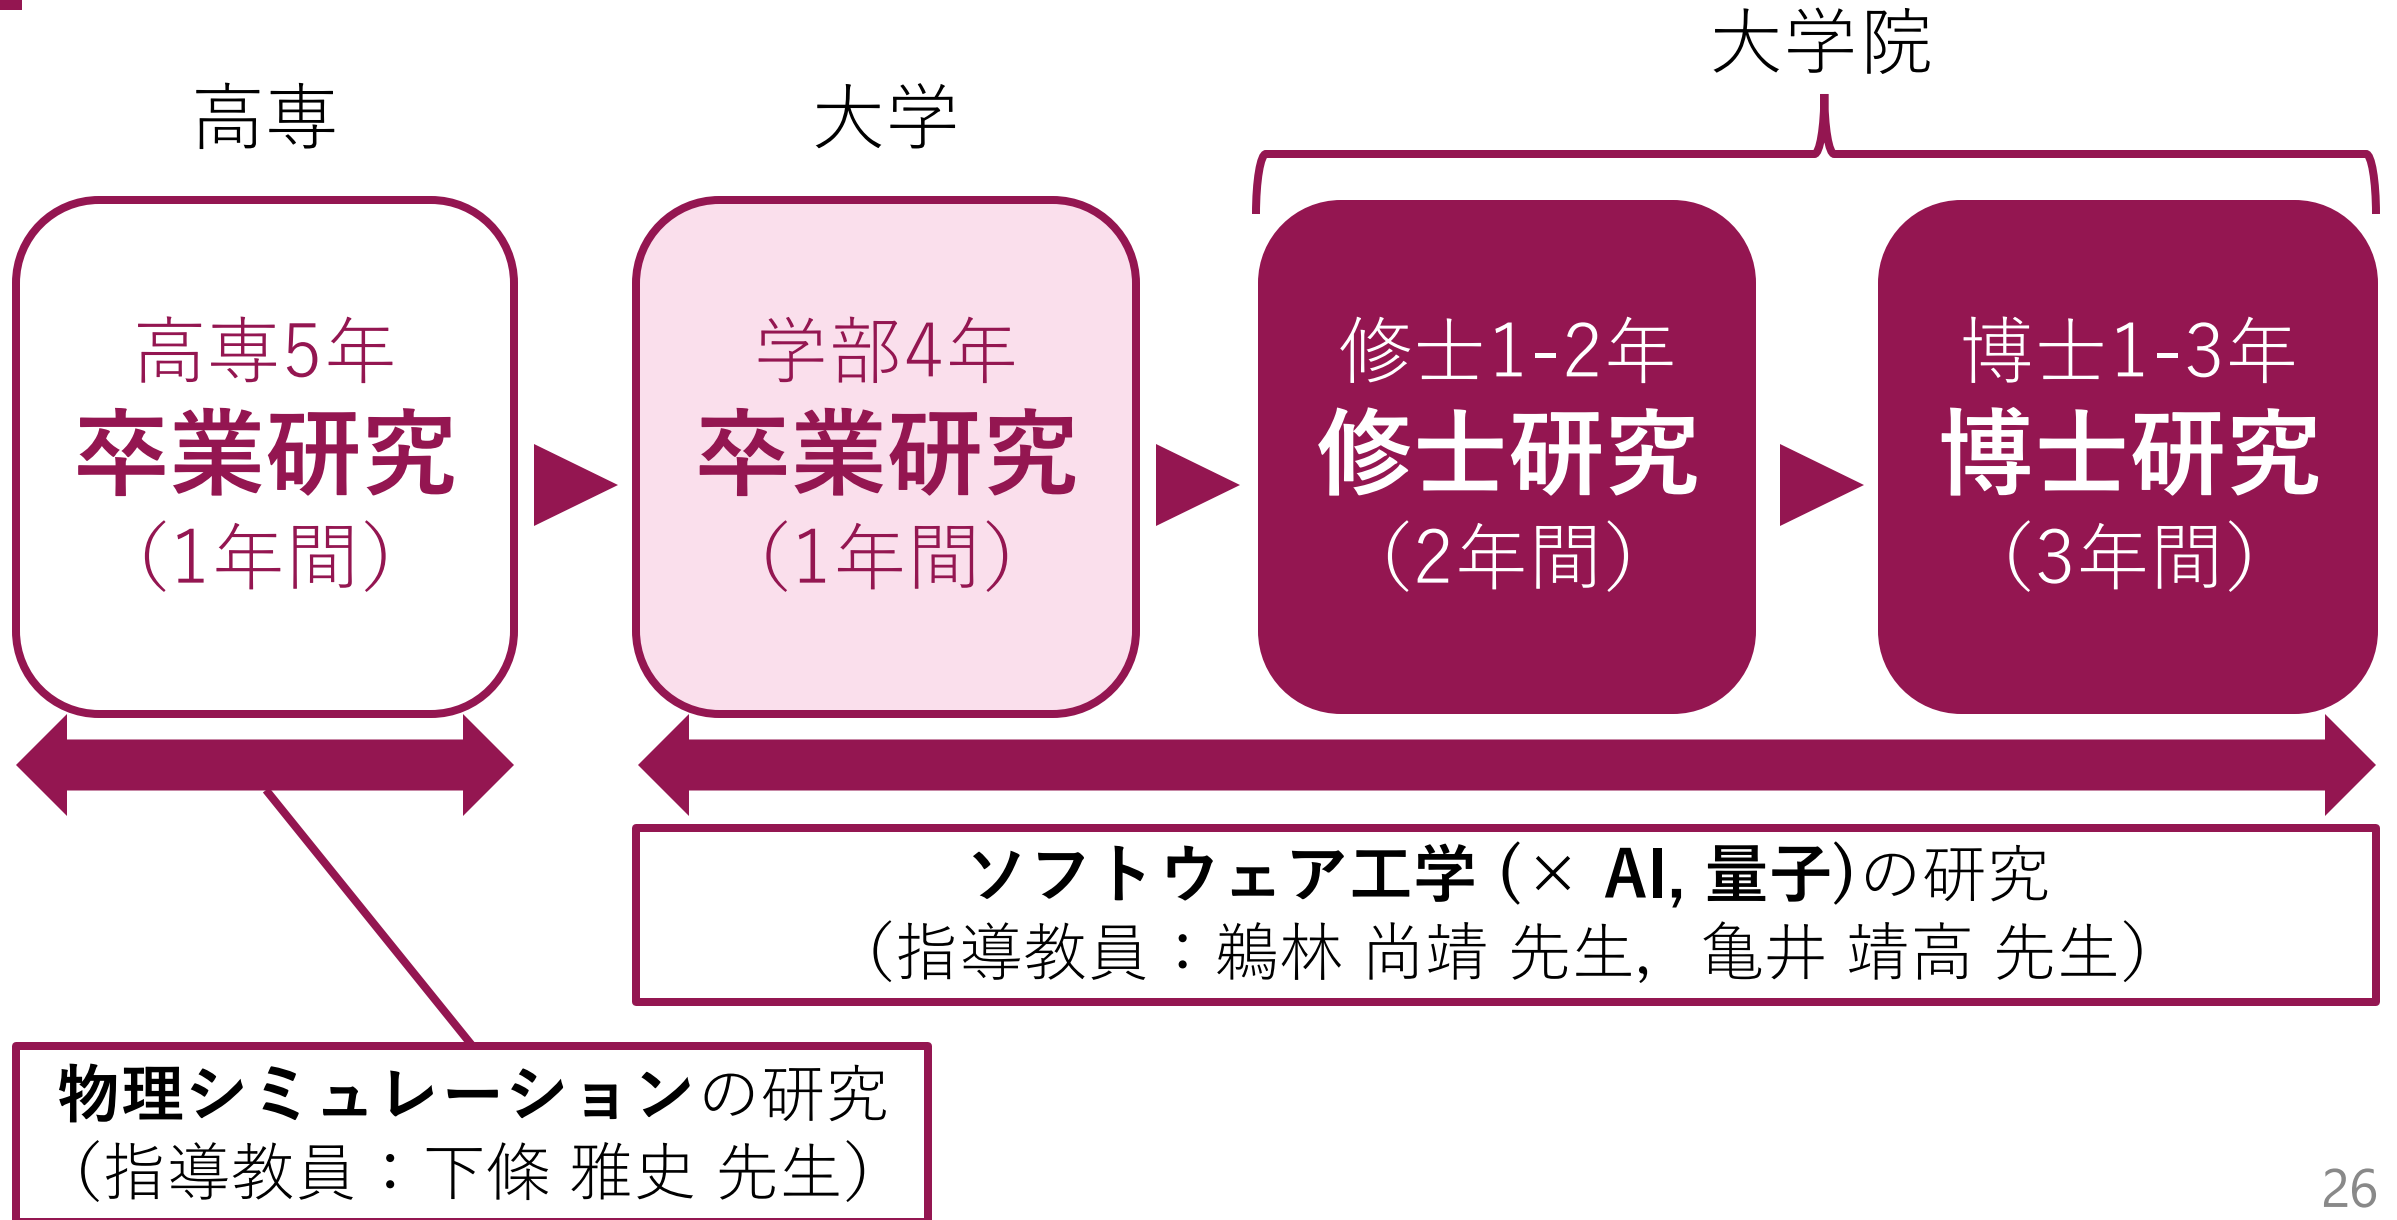 高専
大学
大学院
高専5年
卒業研究
（1年間）
学部4年
卒業研究
（1年間）
修士1-2年
修士研究
（2年間）
博士1-3年
博士研究
（3年間）
ソフトウェア工学 (× AI, 量子)の研究
（指導教員：鵜林 尚靖 先生，亀井 靖高 先生）
物理シミュレーションの研究
（指導教員：下條 雅史 先生）
26